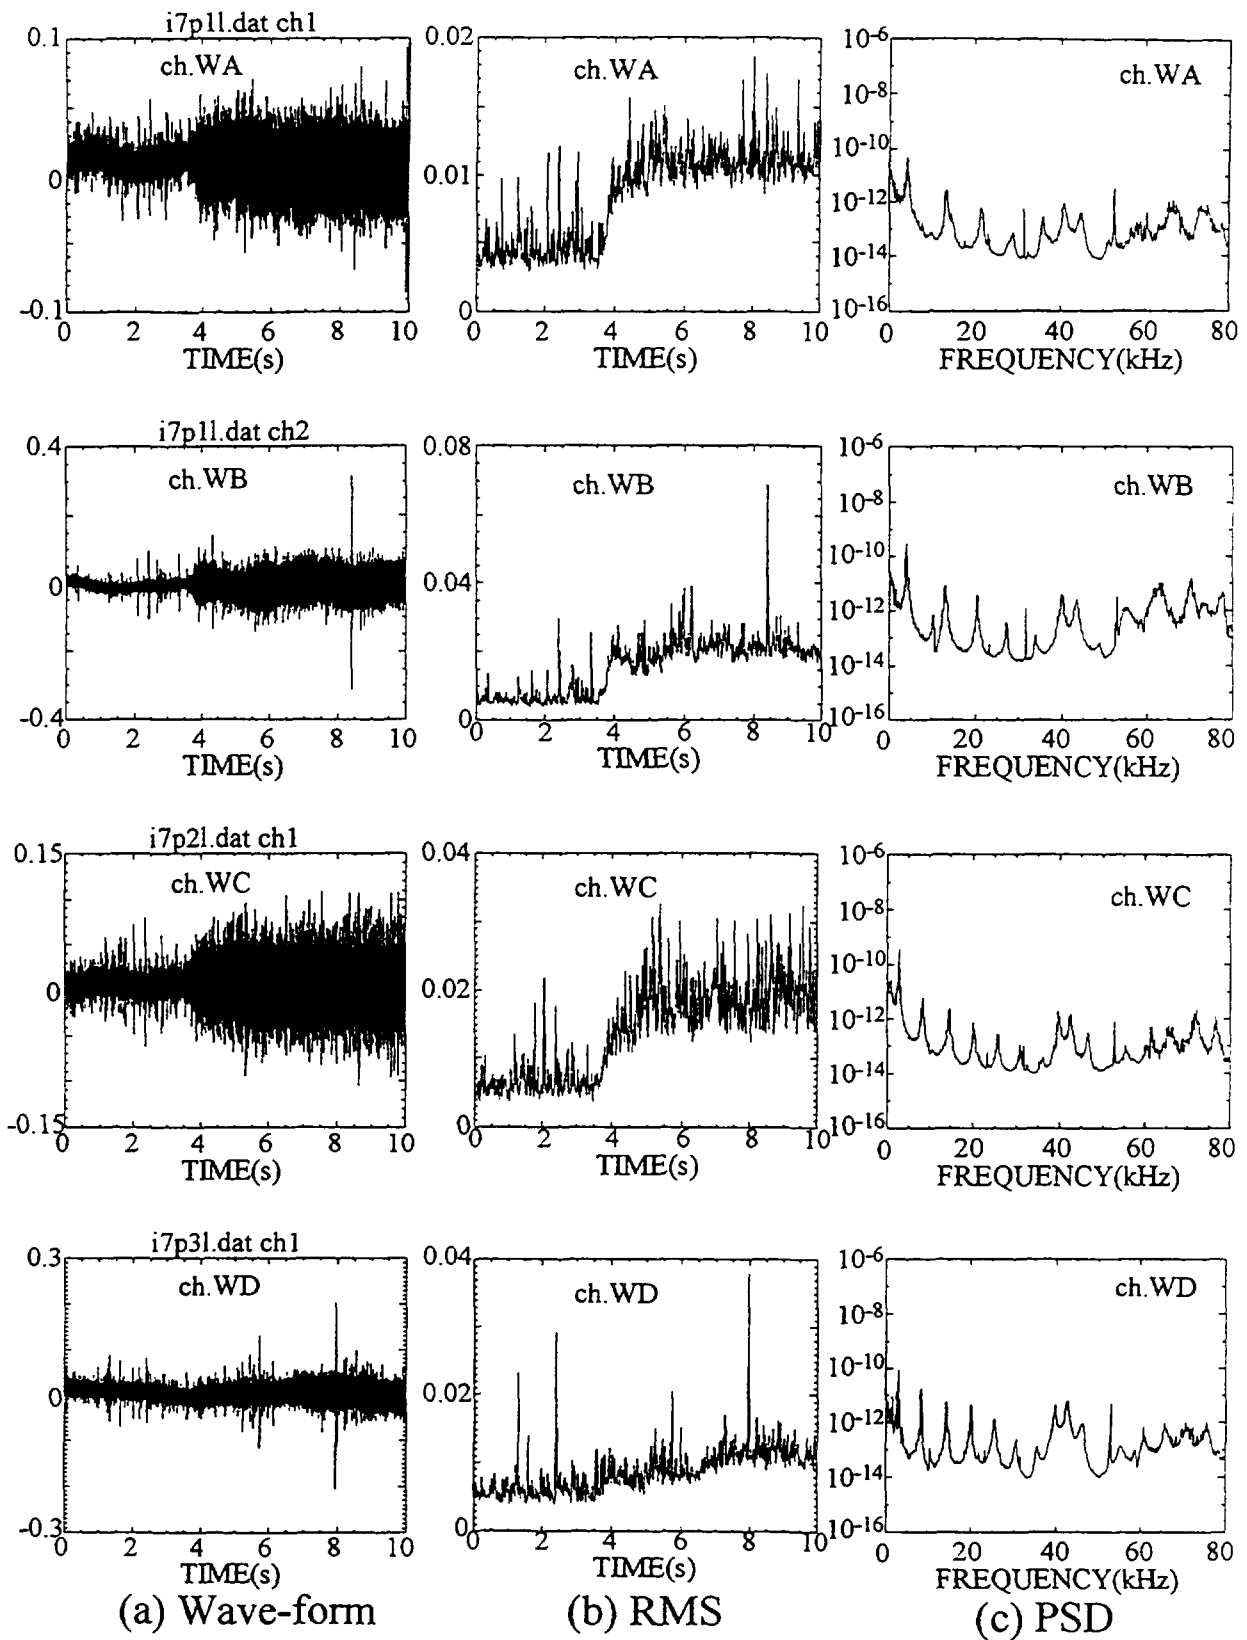 i7p1l.dat ch1
0.1
0
-0.1
ch.WA
0 2 4 6 8 10
TIME(s)
0.02
0.01
0
ch.WA
0 2 4 6 8 10
TIME(s)
10-6
10-8
10-10
10-12
10-14
10-16
ch.WA
0 20 40 60 80
FREQUENCY(kHz)
i7p1l.dat ch2
0.4
0
-0.4
ch.WB
0 2 4 6 8 10
TIME(s)
0.08
0.04
0
ch.WB
0 2 4 6 8 10
TIME(s)
10-6
10-8
10-10
10-12
10-14
10-16
ch.WB
0 20 40 60 80
FREQUENCY(kHz)
i7p2l.dat ch1
0.15
0
-0.15
ch.WC
0 2 4 6 8 10
TIME(s)
0.04
0.02
0
ch.WC
0 2 4 6 8 10
TIME(s)
10-6
10-8
10-10
10-12
10-14
10-16
ch.WC
0 20 40 60 80
FREQUENCY(kHz)
i7p3l.dat ch1
0.3
0
-0.3
ch.WD
0 2 4 6 8 10
TIME(s)
0.04
0.02
0
ch.WD
0 2 4 6 8 10
TIME(s)
10-6
10-8
10-10
10-12
10-14
10-16
ch.WD
0 20 40 60 80
FREQUENCY(kHz)
(a) Wave-form
(b) RMS
(c) PSD